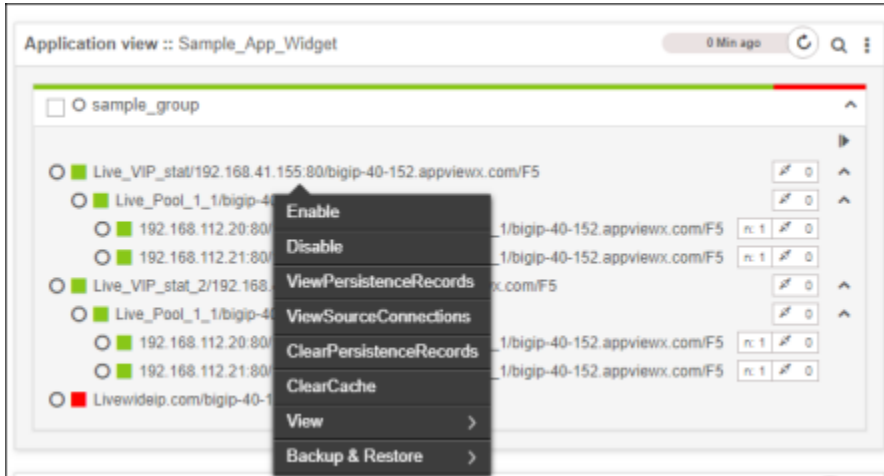 Application view :: Sample_App_Widget 0 Min ago
sample_group
Live_VIP_stat/192.168.41.155:80/bigip-40-152.appviewx.com/F5 0
Live_Pool_1_1/bigip-4 0
Enable
192.168.112.20:80/ _1/bigip-40-152.appviewx.com/F5 n: 1 0
Disable
192.168.112.21:80/ _1/bigip-40-152.appviewx.com/F5 n: 1 0
ViewPersistenceRecords
Live_VIP_stat_2/192.168. x.com/F5 0
ViewSourceConnections
Live_Pool_1_1/bigip-4 0
ClearPersistenceRecords
192.168.112.20:80/ _1/bigip-40-152.appviewx.com/F5 n: 1 0
192.168.112.21:80/ _1/bigip-40-152.appviewx.com/F5 n: 1 0
ClearCache
Livewideip.com/bigip-40-1
View
Backup & Restore